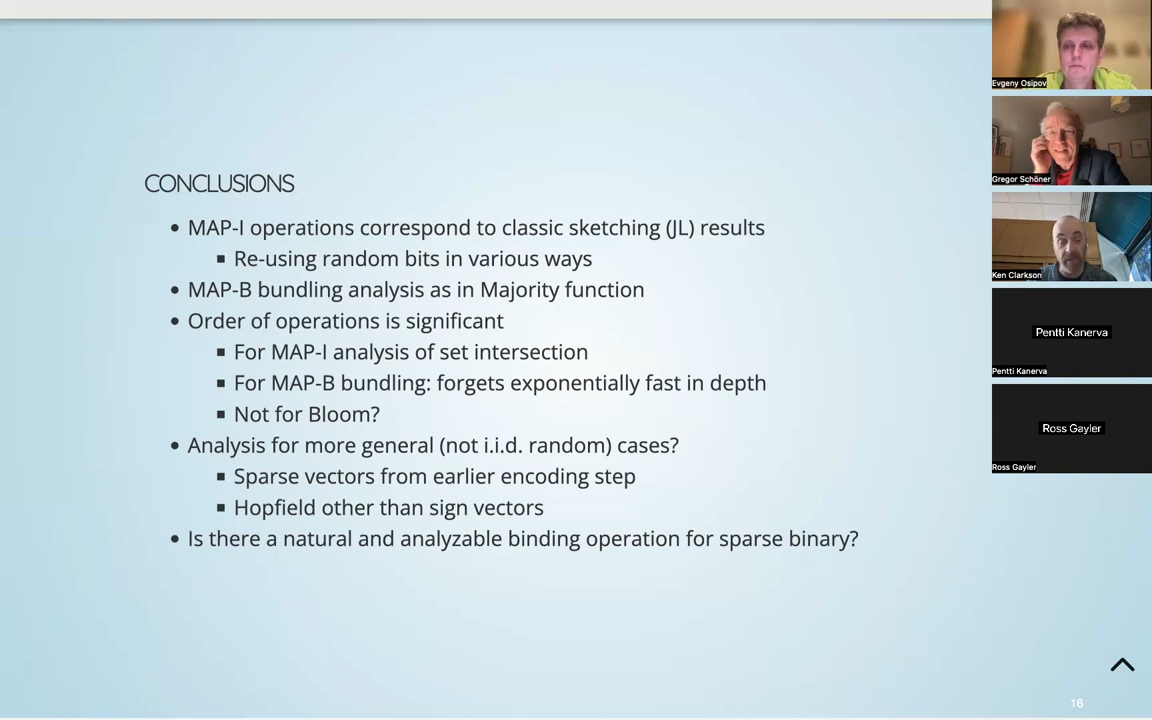 CONCLUSIONS
MAP-I operations correspond to classic sketching (JL) results
Re-using random bits in various ways
MAP-B bundling analysis as in Majority function
Order of operations is significant
For MAP-I analysis of set intersection
For MAP-B bundling: forgets exponentially fast in depth
Not for Bloom?
Analysis for more general (not i.i.d. random) cases?
Sparse vectors from earlier encoding step
Hopfield other than sign vectors
Is there a natural and analyzable binding operation for sparse binary?
16
Evgeny Osipov
Gregor Schöner
Ken Clarkson
Pentti Kanerva
Pentti Kanerva
Ross Gayler
Ross Gayler